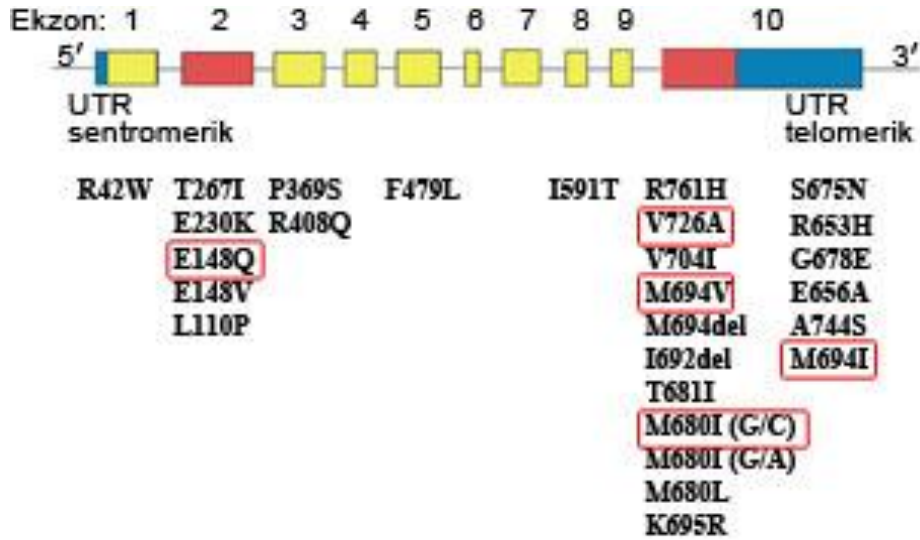 Ekzon: 1 2 3 4 5 6 7 8 9 10
5′ 3′
UTR UTR
sentromerik telomerik
R42W T267I P369S F479L I591T R761H S675N
E230K R408Q V726A R653H
E148Q V704I G678E
E148V M694V E656A
L110P M694del A744S
I692del M694I
T681I
M680I (G/C)
M680I (G/A)
M680L
K695R